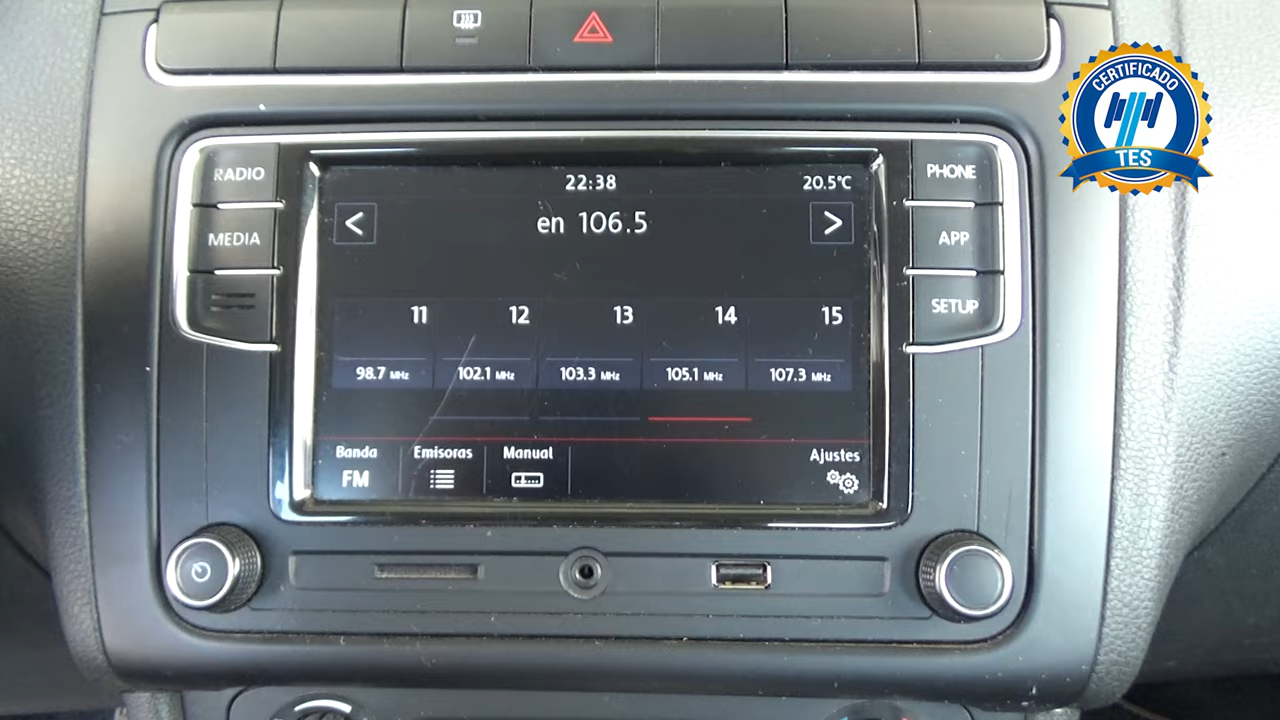 CERTIFICADO
TES
RADIO
MEDIA
PHONE
APP
SETUP
22:38
20.5°C
<
en 106.5
>
11
12
13
14
15
98.7 MHz
102.1 MHz
103.3 MHz
105.1 MHz
107.3 MHz
Banda
FM
Emisoras
Manual
Ajustes